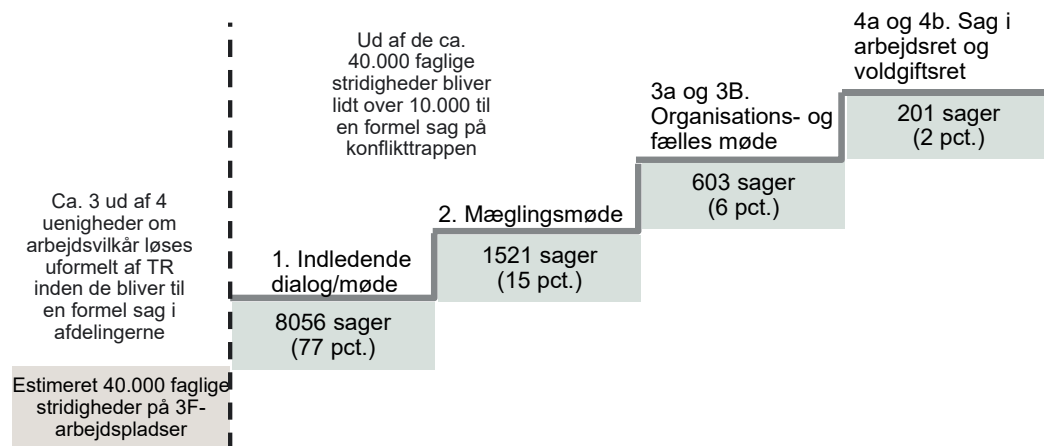 Ca. 3 ud af 4
uenigheder om
arbejdsvilkår løses
uformelt af TR
inden de bliver til
en formel sag i
afdelingerne
Estimeret 40.000 faglige
stridigheder på 3F-
arbejdspladser
Ud af de ca.
40.000 faglige
stridigheder bliver
lidt over 10.000 til
en formel sag på
konflikttrappen
1. Indledende
dialog/møde
8056 sager
(77 pct.)
2. Mæglingsmøde
1521 sager
(15 pct.)
3a og 3B.
Organisations- og
fælles møde
603 sager
(6 pct.)
4a og 4b. Sag i
arbejdsret og
voldgiftsret
201 sager
(2 pct.)